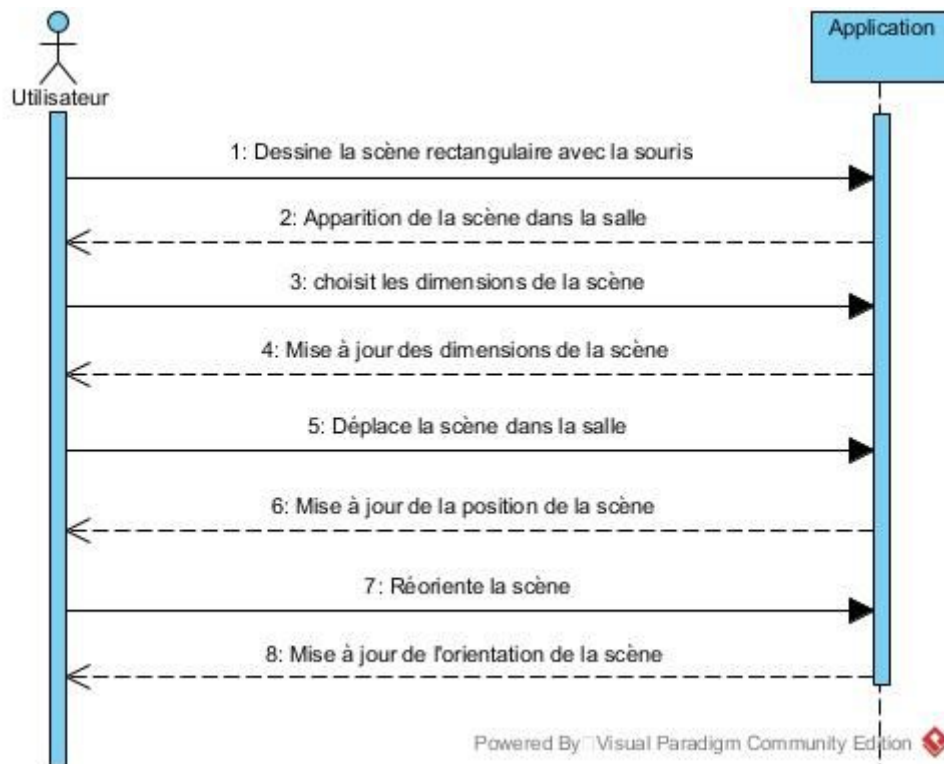 Application
Utilisateur
1: Dessine la scène rectangulaire avec la souris
2: Apparition de la scène dans la salle
3: choisit les dimensions de la scène
4: Mise à jour des dimensions de la scène
5: Déplace la scène dans la salle
6: Mise à jour de la position de la scène
7: Réoriente la scène
8: Mise à jour de l'orientation de la scène
Powered By Visual Paradigm Community Edition